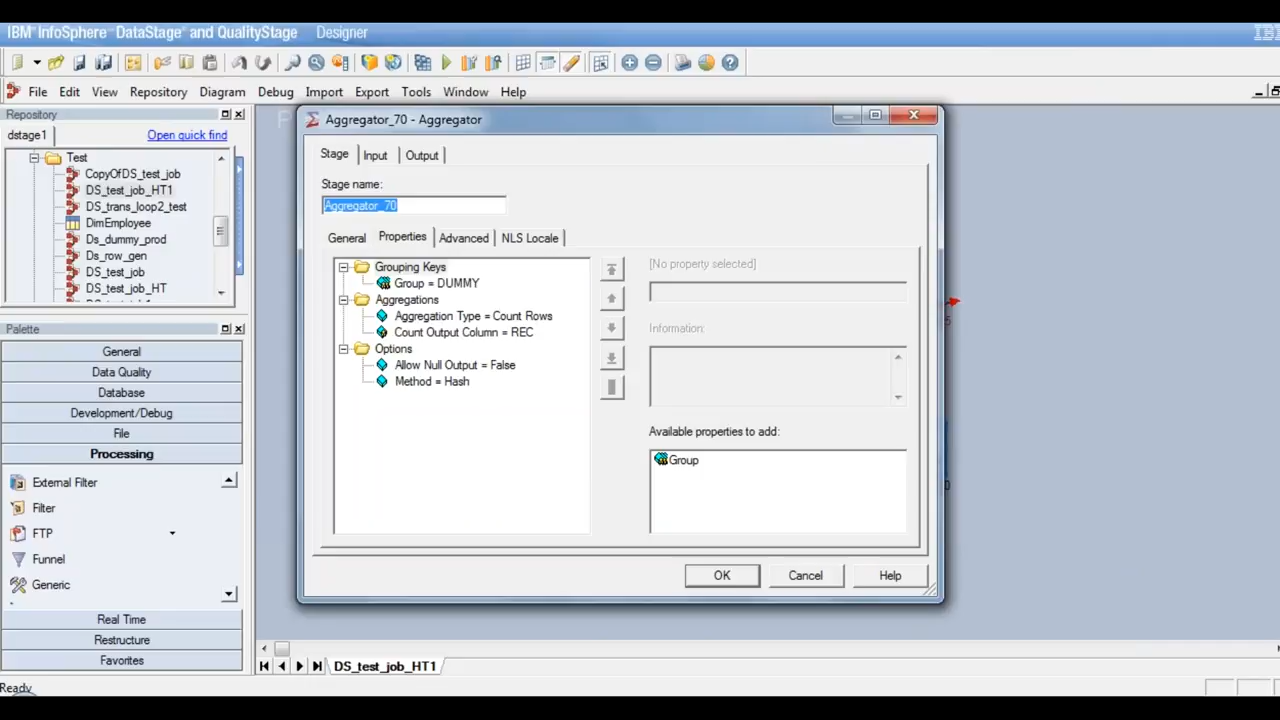 IBM® InfoSphere™ DataStage® and QualityStage® Designer
File Edit View Repository Diagram Debug Import Export Tools Window Help
Repository
dstage1
Open quick find
Test
CopyOfDS_test_job
DS_test_job_HT1
DS_trans_loop2_test
DimEmployee
Ds_dummy_prod
Ds_row_gen
DS_test_job
DS_test_job_HT
Palette
General
Data Quality
Database
Development/Debug
File
Processing
External Filter
Filter
FTP
Funnel
Generic
Real Time
Restructure
Favorites
Ready
Aggregator_70 - Aggregator
Stage Input Output
Stage name:
Aggregator_70
General Properties Advanced NLS Locale
Grouping Keys
Group = DUMMY
Aggregations
Aggregation Type = Count Rows
Count Output Column = REC
Options
Allow Null Output = False
Method = Hash
[No property selected]
Information:
Available properties to add:
Group
OK Cancel Help
DS_test_job_HT1